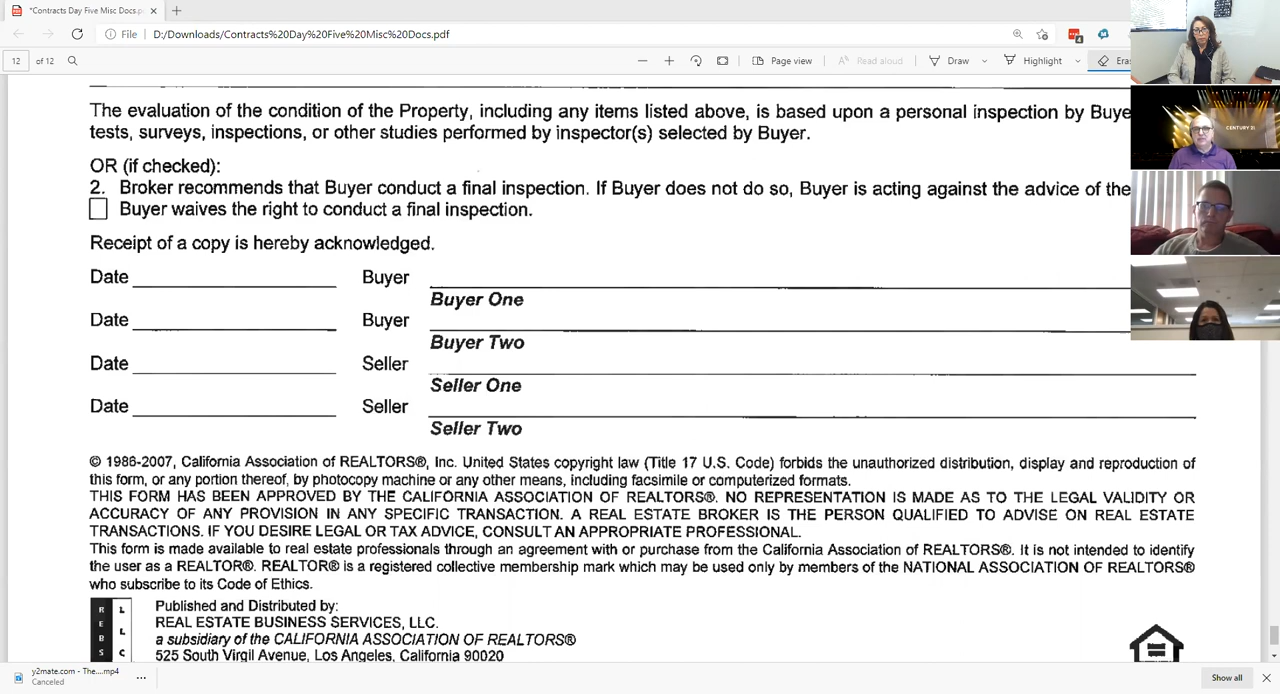 *Contracts Day Five Misc Docs.p
File
D:/Downloads/Contracts%20Day%20Five%20Misc%20Docs.pdf
12 of 12
Page view
Read aloud
Draw
Highlight
The evaluation of the condition of the Property, including any items listed above, is based upon a personal inspection by
tests, surveys, inspections, or other studies performed by inspector(s) selected by Buyer.
OR (if checked):
2. Broker recommends that Buyer conduct a final inspection. If Buyer does not do so, Buyer is acting against the advice of the
Buyer waives the right to conduct a final inspection.
Receipt of a copy is hereby acknowledged.
Date Buyer
Buyer One
Date Buyer
Buyer Two
Date Seller
Seller One
Date Seller
Seller Two
© 1986-2007, California Association of REALTORS®, Inc. United States copyright law (Title 17 U.S. Code) forbids the unauthorized distribution, display and reproduction of
this form, or any portion thereof, by photocopy machine or any other means, including facsimile or computerized formats.
THIS FORM HAS BEEN APPROVED BY THE CALIFORNIA ASSOCIATION OF REALTORS®. NO REPRESENTATION IS MADE AS TO THE LEGAL VALIDITY OR
ACCURACY OF ANY PROVISION IN ANY SPECIFIC TRANSACTION. A REAL ESTATE BROKER IS THE PERSON QUALIFIED TO ADVISE ON REAL ESTATE
TRANSACTIONS. IF YOU DESIRE LEGAL OR TAX ADVICE, CONSULT AN APPROPRIATE PROFESSIONAL.
This form is made available to real estate professionals through an agreement with or purchase from the California Association of REALTORS®. It is not intended to identify
the user as a REALTOR®. REALTOR® is a registered collective membership mark which may be used only by members of the NATIONAL ASSOCIATION OF REALTORS®
who subscribe to its Code of Ethics.
REBS
LLC
Published and Distributed by:
REAL ESTATE BUSINESS SERVICES, LLC.
a subsidiary of the CALIFORNIA ASSOCIATION OF REALTORS®
525 South Virgil Avenue, Los Angeles, California 90020
CENTURY 21
y2mate.com - The....mp4
Canceled
Show all